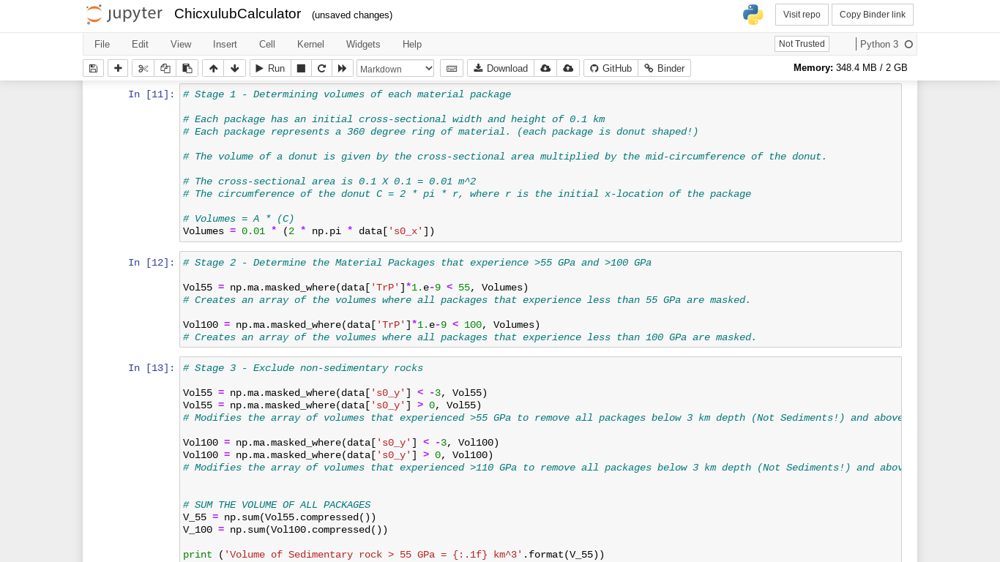 jupyter ChicxulubCalculator (unsaved changes) Visit repo Copy Binder link
File Edit View Insert Cell Kernel Widgets Help Not Trusted Python 3
Run Markdown Download GitHub Binder Memory: 348.4 MB / 2 GB
In [11]: # Stage 1 - Determining volumes of each material package
# Each package has an initial cross-sectional width and height of 0.1 km
# Each package represents a 360 degree ring of material. (each package is donut shaped!)
# The volume of a donut is given by the cross-sectional area multiplied by the mid-circumference of the donut.
# The cross-sectional area is 0.1 X 0.1 = 0.01 m^2
# The circumference of the donut C = 2 * pi * r, where r is the initial x-location of the package
# Volumes = A * (C)
Volumes = 0.01 * (2 * np.pi * data['s0_x'])
In [12]: # Stage 2 - Determine the Material Packages that experience >55 GPa and >100 GPa
Vol55 = np.ma.masked_where(data['TrP']*1.e-9 < 55, Volumes)
# Creates an array of the volumes where all packages that experience less than 55 GPa are masked.
Vol100 = np.ma.masked_where(data['TrP']*1.e-9 < 100, Volumes)
# Creates an array of the volumes where all packages that experience less than 100 GPa are masked.
In [13]: # Stage 3 - Exclude non-sedimentary rocks
Vol55 = np.ma.masked_where(data['s0_y'] < -3, Vol55)
Vol55 = np.ma.masked_where(data['s0_y'] > 0, Vol55)
# Modifies the array of volumes that experienced >55 GPa to remove all packages below 3 km depth (Not Sediments!) and above
Vol100 = np.ma.masked_where(data['s0_y'] < -3, Vol100)
Vol100 = np.ma.masked_where(data['s0_y'] > 0, Vol100)
# Modifies the array of volumes that experienced >110 GPa to remove all packages below 3 km depth (Not Sediments!) and abov
# SUM THE VOLUME OF ALL PACKAGES
V_55 = np.sum(Vol55.compressed())
V_100 = np.sum(Vol100.compressed())
print ('Volume of Sedimentary rock > 55 GPa = {:.1f} km^3'.format(V_55))